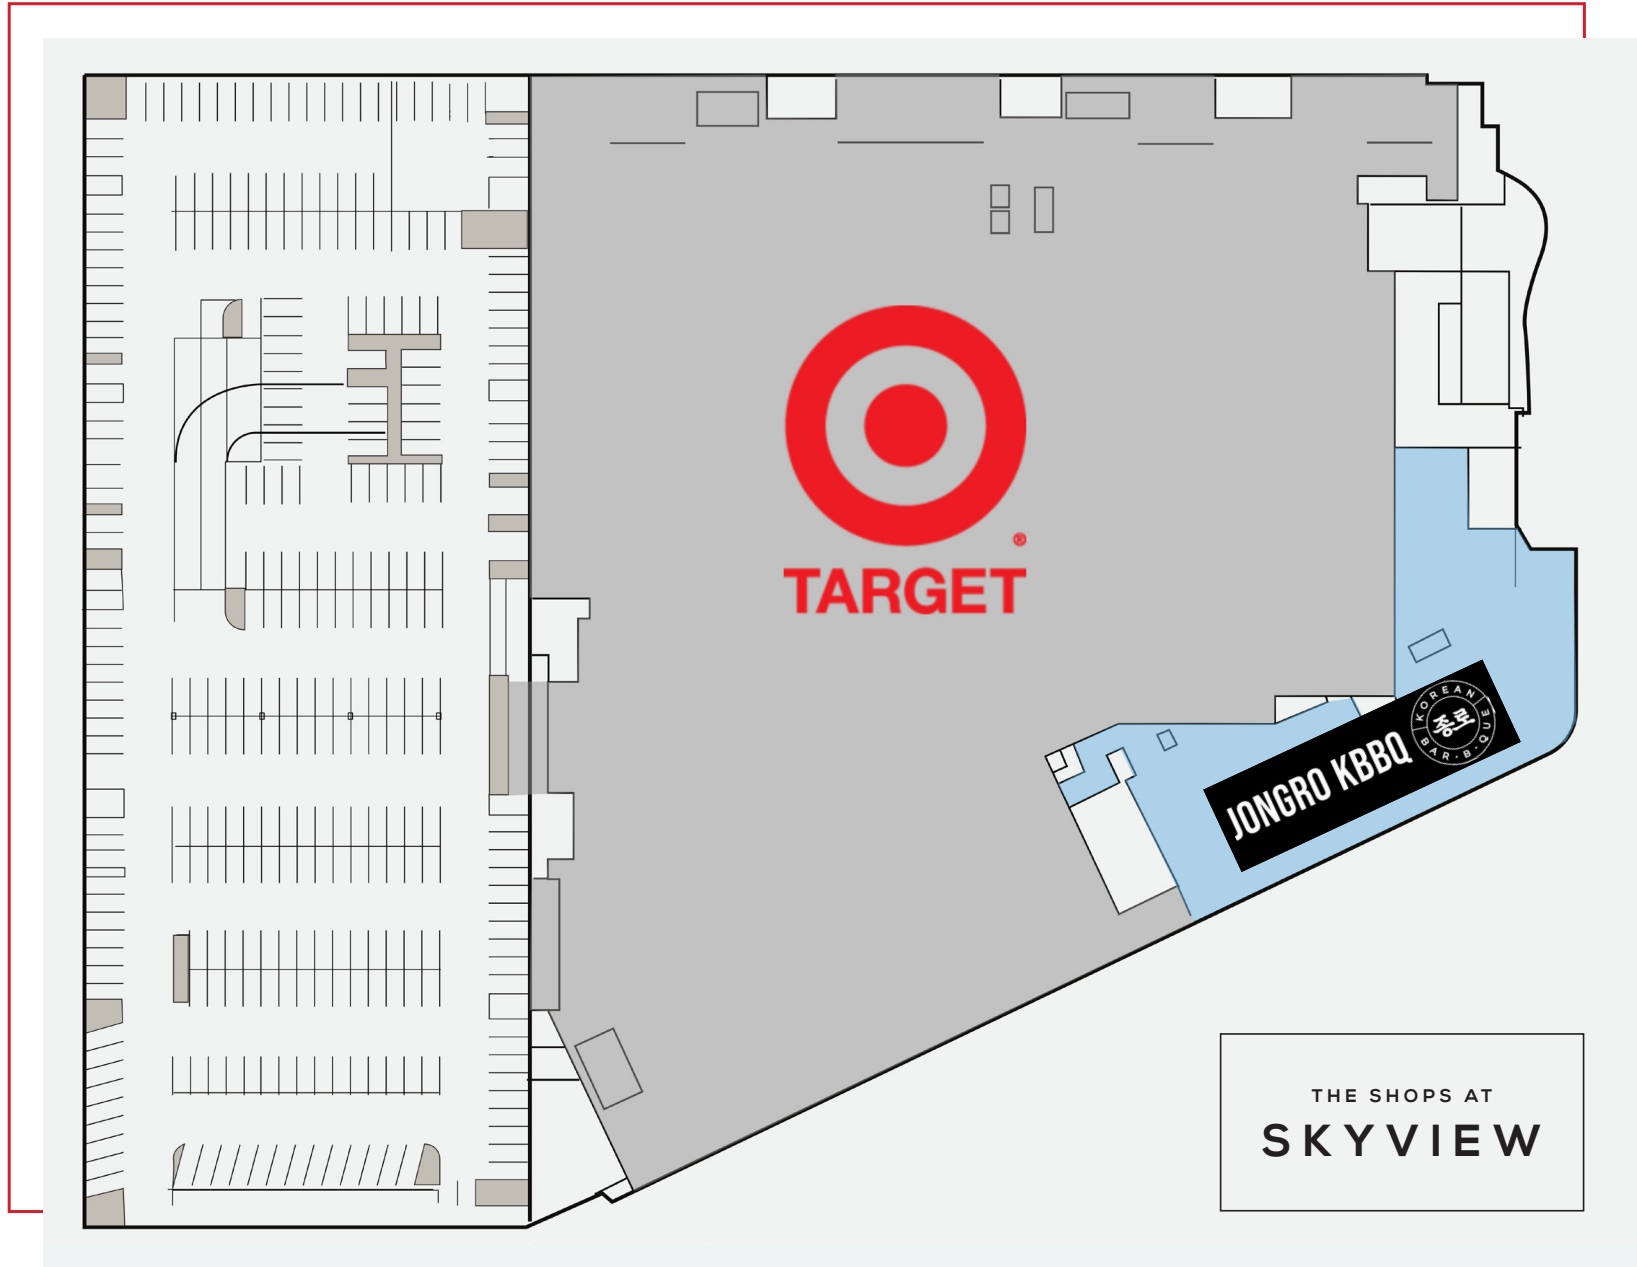 ®
TARGET
JONGRO KBBQ
KOREAN
종로
BAR·B·QUE
THE SHOPS AT
SKYVIEW